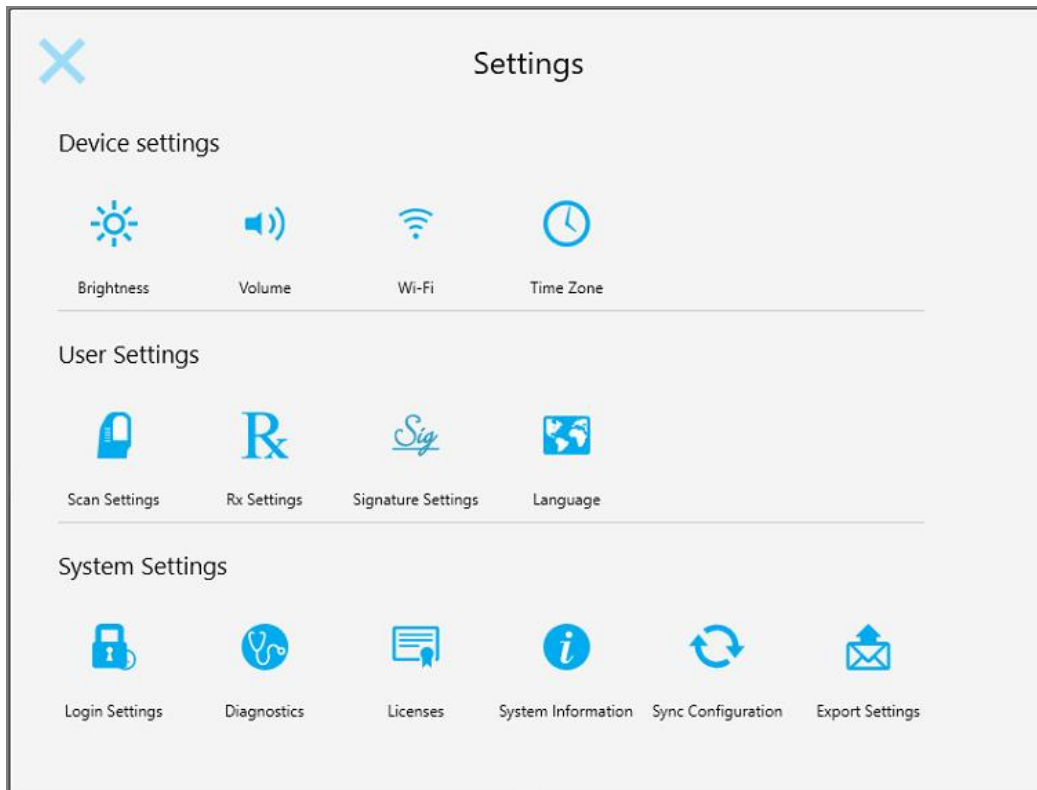 Settings
Device settings
Brightness Volume Wi-Fi Time Zone
User Settings
Rx Sig
Scan Settings Rx Settings Signature Settings Language
System Settings
i
Login Settings Diagnostics Licenses System Information Sync Configuration Export Settings